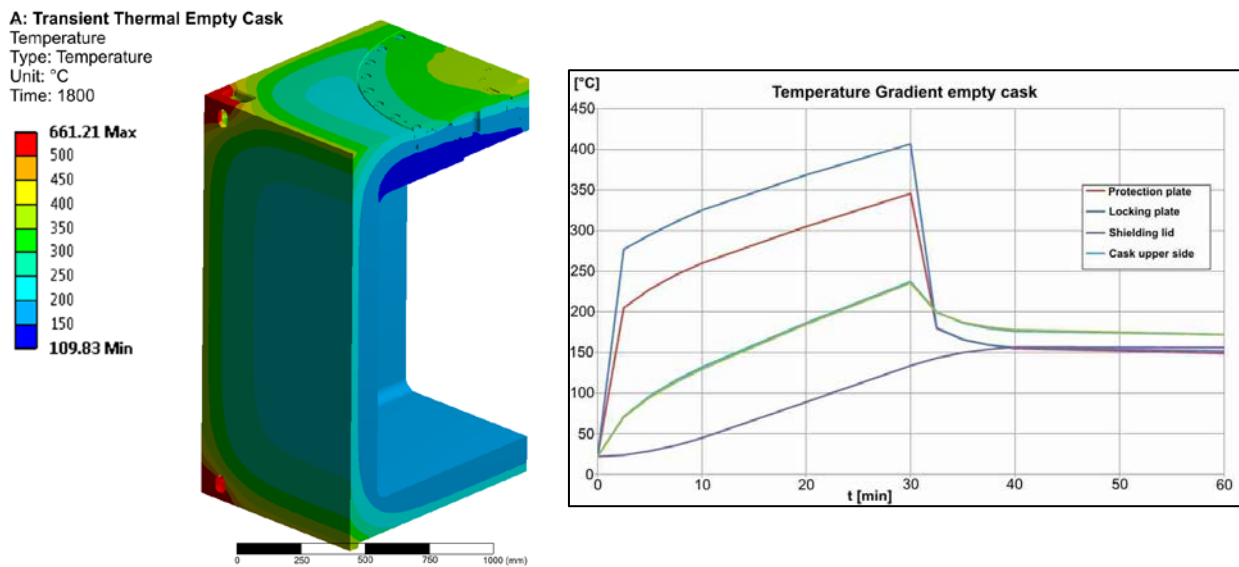 A: Transient Thermal Empty Cask
Temperature
Type: Temperature
Unit: °C
Time: 1800
661.21 Max
500
450
400
350
300
250
200
150
109.83 Min
0
250
500
750
1000 (mm)
[°C]
Temperature Gradient empty cask
450
400
350
300
250
200
150
100
50
0
Protection plate
Locking plate
Shielding lid
Cask upper side
0
10
20
30
40
50
60
t [min]